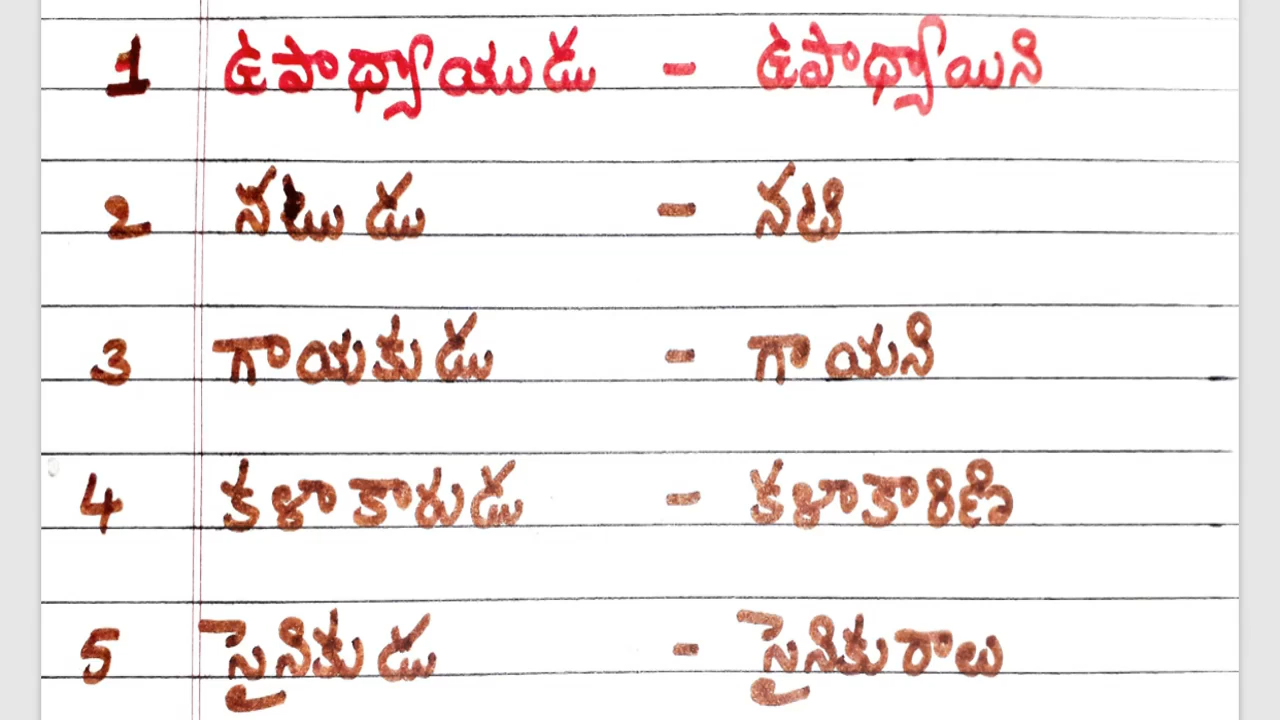 1 ఉపాధ్యాయుడు - ఉపాధ్యాయిని
2 నటుడు - నటి
3 గాయకుడు - గాయని
4 కళాకారుడు - కళాకారిణి
5 సైనికుడు - సైనికురాలు